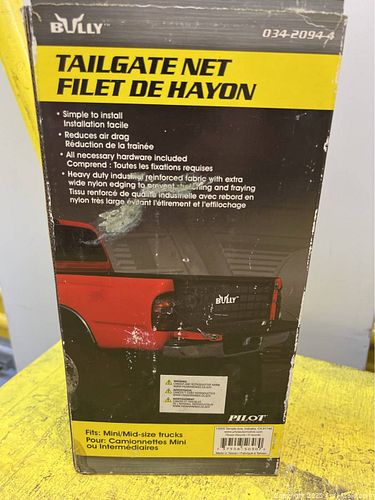 BULLY
034-2094-4
TAILGATE NET
FILET DE HAYON
• Simple to install
Installation facile
• Reduces air drag
Réduction de la traînée
• All necessary hardware included
Comprend : Toutes les fixations requises
• Heavy duty industrial reinforced fabric with extra
wide nylon edging to prevent stretching and fraying
Tissu renforcé de qualité industrielle avec rebord en
nylon très large évitant l'étirement et l'effilochage
BULLY
WARNING
PILOT
Fits: Mini/Mid-size trucks
Pour: Camionnettes Mini
ou Intermédiaires